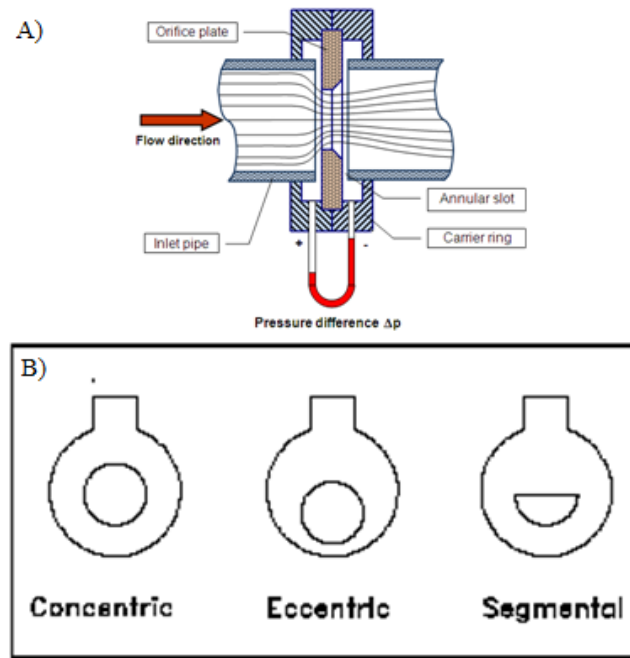 A)
Orifice plate
Flow direction
Annular slot
Inlet pipe
Carrier ring
+ -
Pressure difference Δp
B)
Concentric Eccentric Segmental